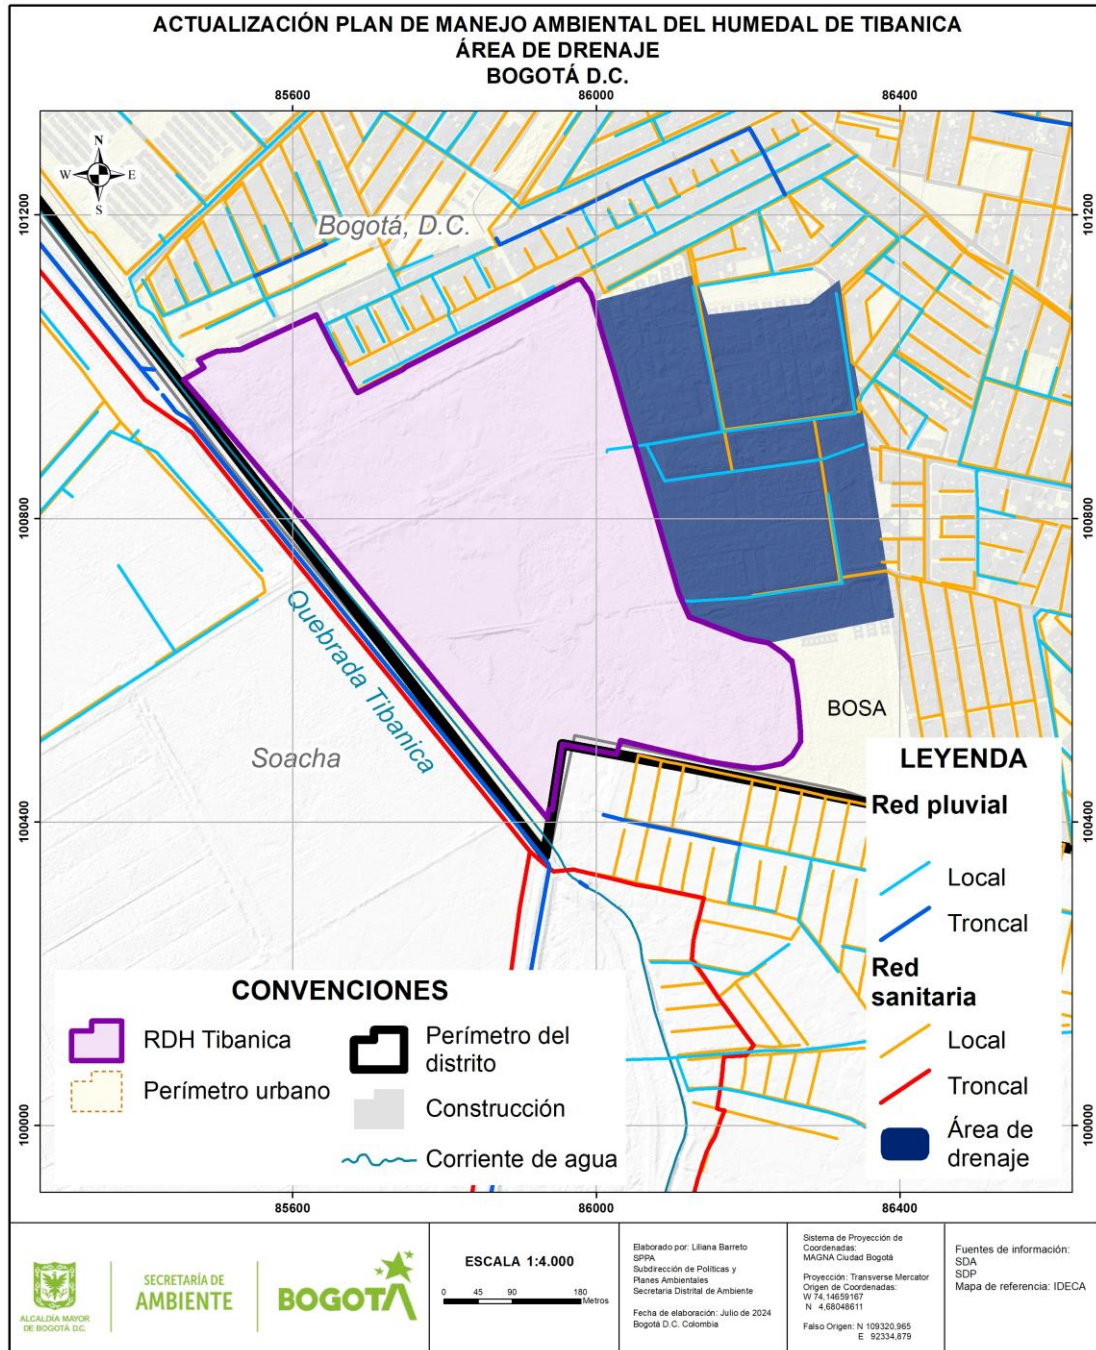 ACTUALIZACIÓN PLAN DE MANEJO AMBIENTAL DEL HUMEDAL DE TIBANICA
ÁREA DE DRENAJE
BOGOTÁ D.C.
85600
86000
86400
N
W
E
S
101200
101200
Bogotá, D.C.
100800
100800
Quebrada Tibanica
Soacha
BOSA
100400
100400
LEYENDA
Red pluvial
Local
Troncal
Red
sanitaria
Local
Troncal
Área de
drenaje
CONVENCIONES
RDH Tibanica
Perímetro urbano
Perímetro del
distrito
Construcción
Corriente de agua
100000
100000
85600
86000
86400
ALCALDÍA MAYOR
DE BOGOTÁ D.C.
SECRETARÍA DE
AMBIENTE
BOGOTÁ
ESCALA 1:4.000
0 45 90 180
Metros
Elaborado por: Liliana Barreto
SPPA
Subdirección de Políticas y
Planes Ambientales
Secretaria Distrital de Ambiente
Fecha de elaboración: Julio de 2024
Bogotá D.C. Colombia
Sistema de Proyección de
Coordenadas:
MAGNA Ciudad Bogotá
Proyección: Transverse Mercator
Origen de Coordenadas:
W 74,14659167
N 4,68048611
Falso Origen: N 109320,965
E 92334,879
Fuentes de información:
SDA
SDP
Mapa de referencia: IDECA